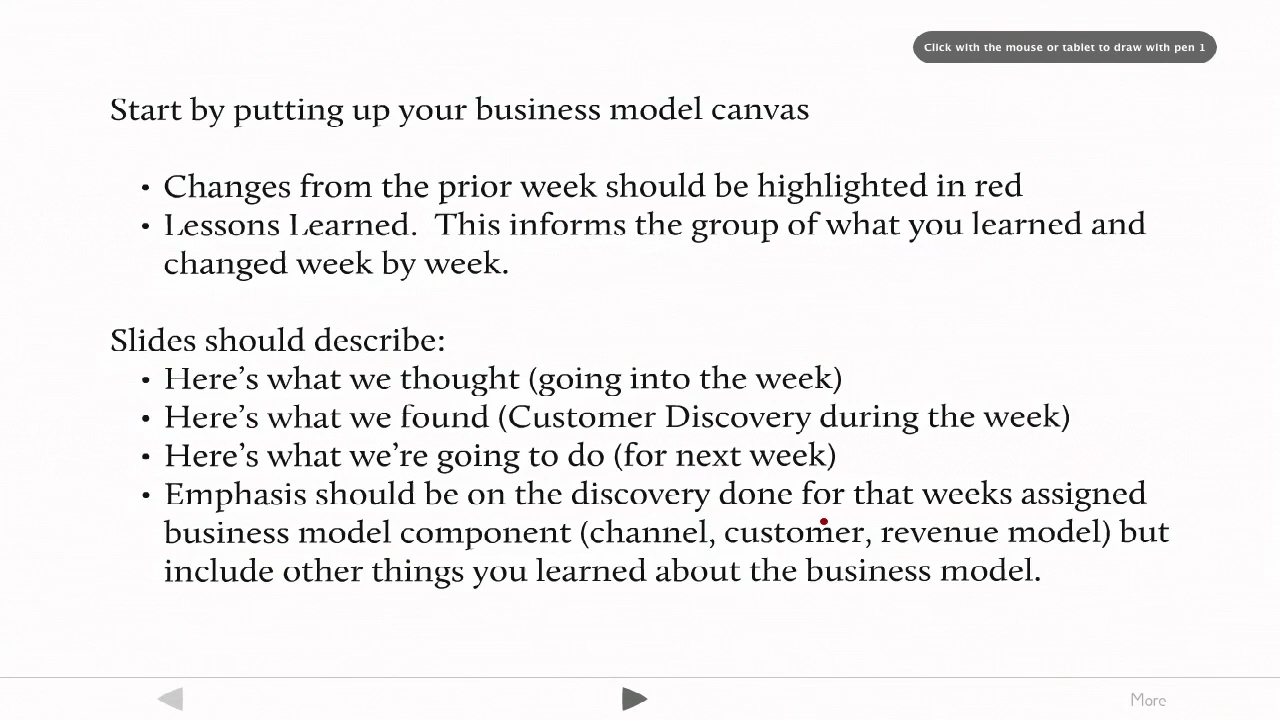 Click with the mouse or tablet to draw with pen 1
Start by putting up your business model canvas
• Changes from the prior week should be highlighted in red
• Lessons Learned.  This informs the group of what you learned and
changed week by week.
Slides should describe:
• Here's what we thought (going into the week)
• Here's what we found (Customer Discovery during the week)
• Here's what we're going to do (for next week)
• Emphasis should be on the discovery done for that weeks assigned
business model component (channel, customer, revenue model) but
include other things you learned about the business model.
More